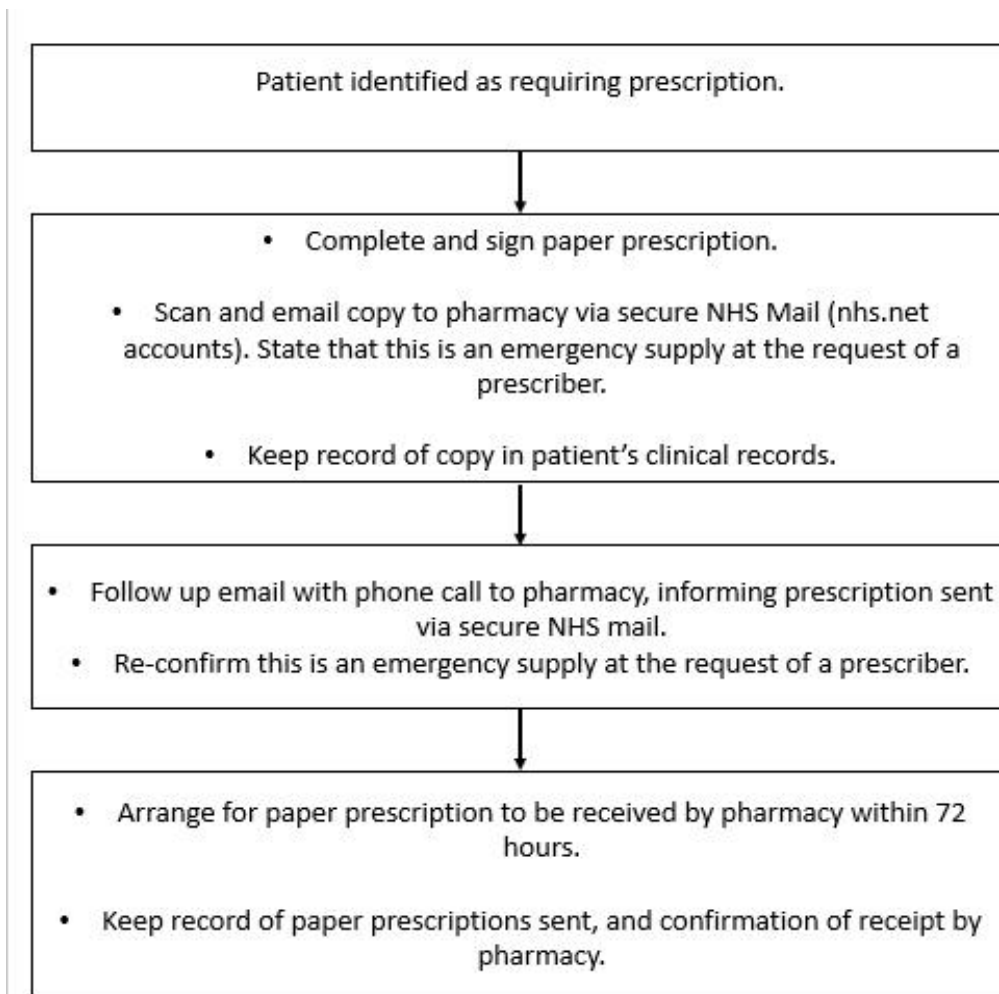 Patient identified as requiring prescription.
• Complete and sign paper prescription.
• Scan and email copy to pharmacy via secure NHS Mail (nhs.net
accounts). State that this is an emergency supply at the request of a
prescriber.
• Keep record of copy in patient’s clinical records.
• Follow up email with phone call to pharmacy, informing prescription sent
via secure NHS mail.
• Re-confirm this is an emergency supply at the request of a prescriber.
• Arrange for paper prescription to be received by pharmacy within 72
hours.
• Keep record of paper prescriptions sent, and confirmation of receipt by
pharmacy.